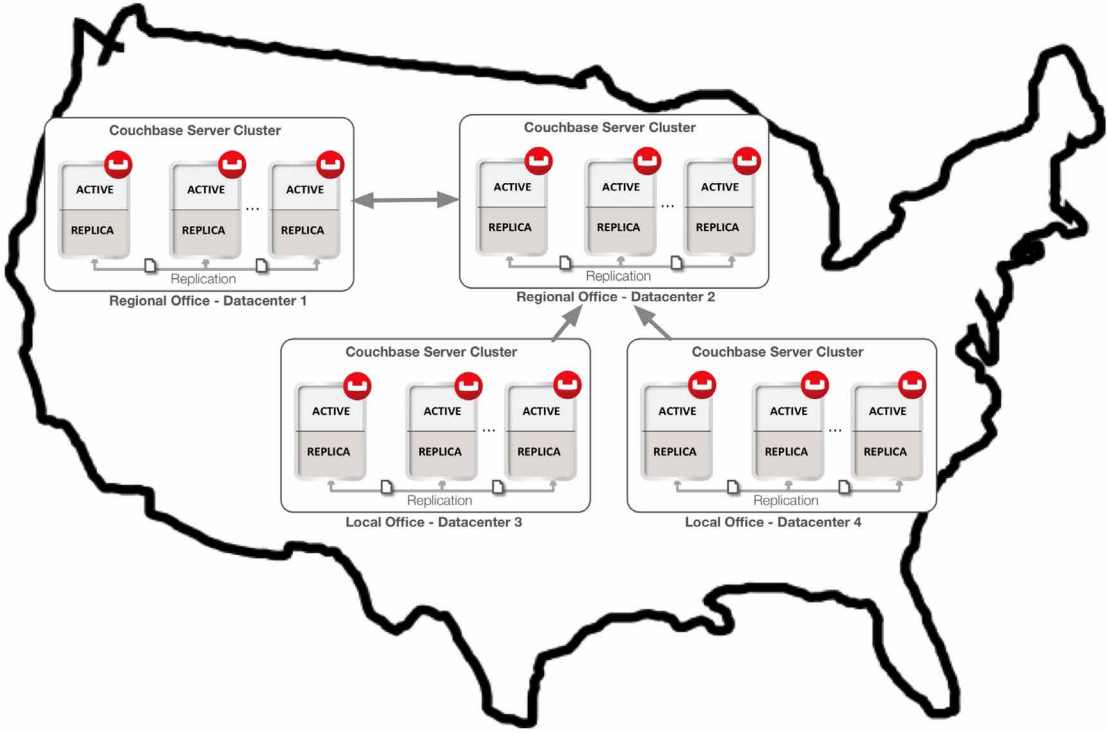 Couchbase Server Cluster
ACTIVE ACTIVE ... ACTIVE
REPLICA REPLICA REPLICA
Replication
Regional Office - Datacenter 1
Couchbase Server Cluster
ACTIVE ACTIVE ... ACTIVE
REPLICA REPLICA REPLICA
Replication
Regional Office - Datacenter 2
Couchbase Server Cluster
ACTIVE ACTIVE ... ACTIVE
REPLICA REPLICA REPLICA
Replication
Local Office - Datacenter 3
Couchbase Server Cluster
ACTIVE ACTIVE ... ACTIVE
REPLICA REPLICA REPLICA
Replication
Local Office - Datacenter 4